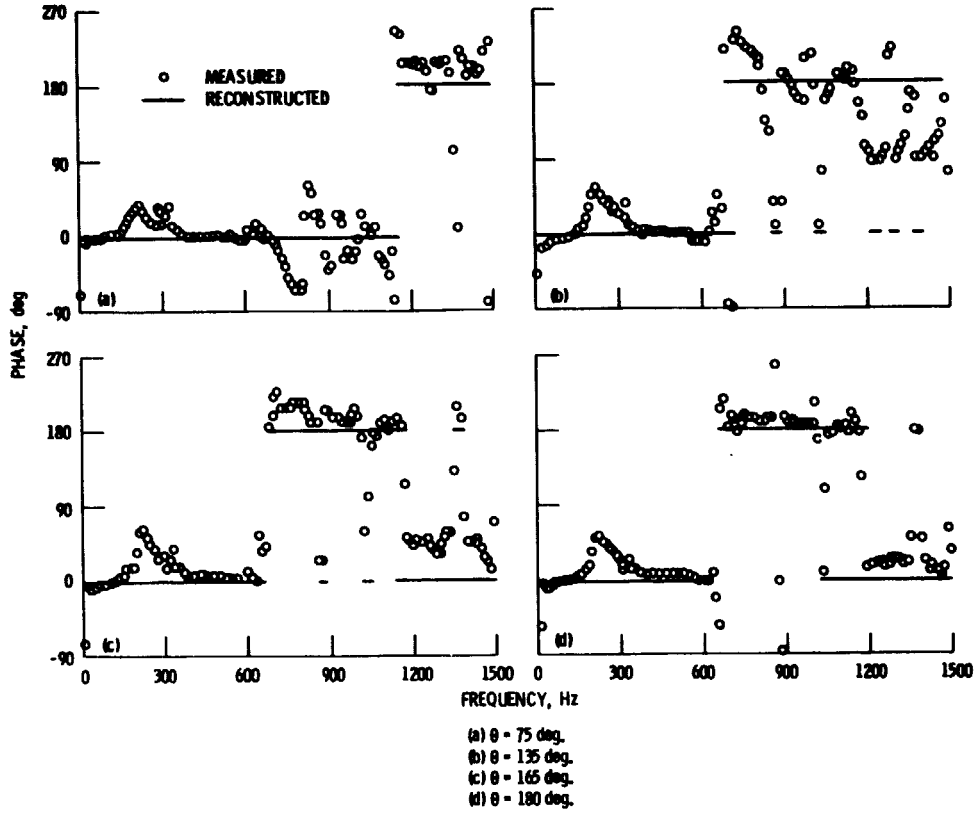 270
180
90
0
-90
MEASURED
RECONSTRUCTED
(a)
(b)
PHASE, deg
270
180
90
0
-90
(c)
(d)
0 300 600 900 1200 1500
0 300 600 900 1200 1500
FREQUENCY, Hz
(a) θ - 75 deg.
(b) θ - 135 deg.
(c) θ - 165 deg.
(d) θ - 180 deg.